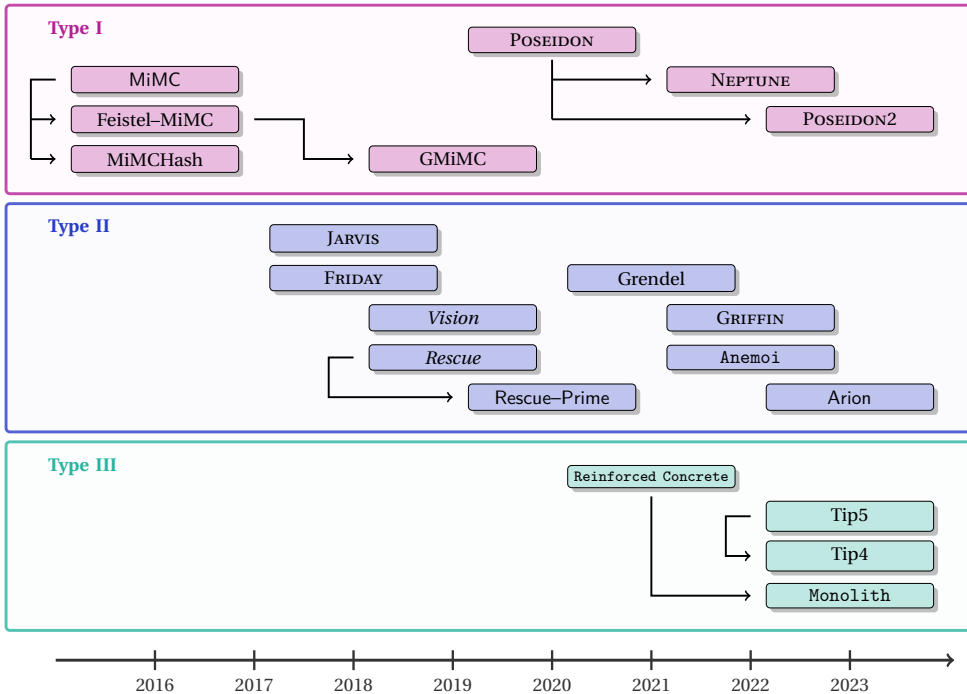 Type I
POSEIDON
MiMC
NEPTUNE
Feistel–MiMC
POSEIDON2
MiMCHash
GMiMC
Type II
JARVIS
FRIDAY
Grendel
Vision
GRIFFIN
Rescue
Anemoi
Rescue–Prime
Arion
Type III
Reinforced Concrete
Tip5
Tip4
Monolith
2016 2017 2018 2019 2020 2021 2022 2023